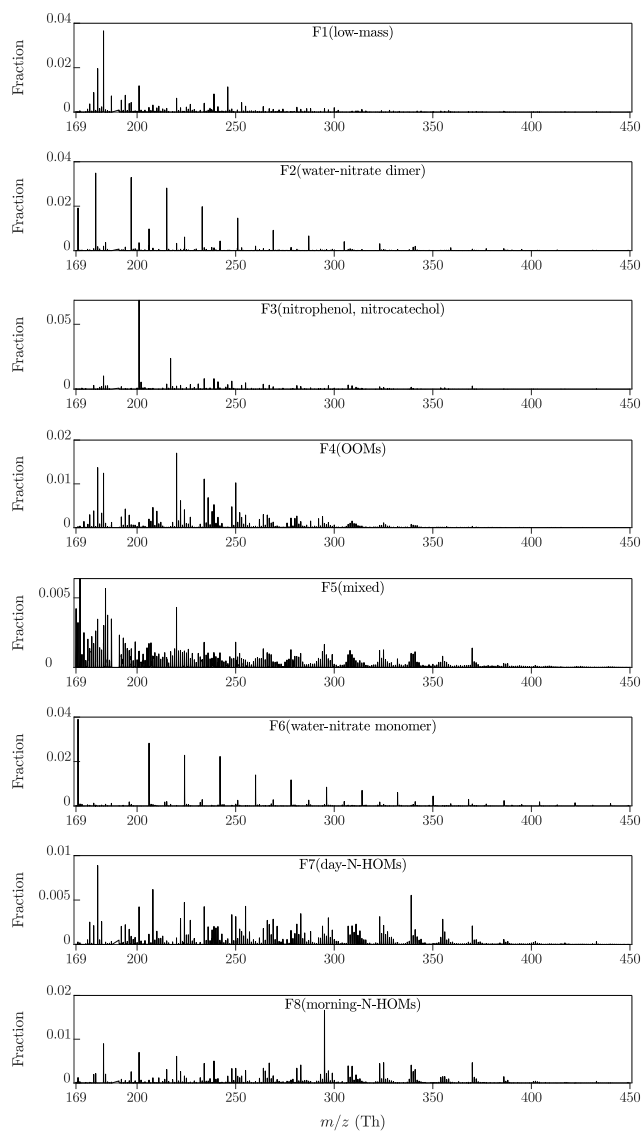 F1(low-mass)
Fraction
0.04
0.02
0
169 200 250 300 350 400 450
F2(water-nitrate dimer)
Fraction
0.04
0.02
0
169 200 250 300 350 400 450
F3(nitrophenol, nitrocatechol)
Fraction
0.05
0
169 200 250 300 350 400 450
F4(OOMs)
Fraction
0.02
0.01
0
169 200 250 300 350 400 450
F5(mixed)
Fraction
0.005
0
169 200 250 300 350 400 450
F6(water-nitrate monomer)
Fraction
0.04
0.02
0
169 200 250 300 350 400 450
F7(day-N-HOMs)
Fraction
0.01
0.005
0
169 200 250 300 350 400 450
F8(morning-N-HOMs)
Fraction
0.02
0.01
0
169 200 250 300 350 400 450
m/z (Th)